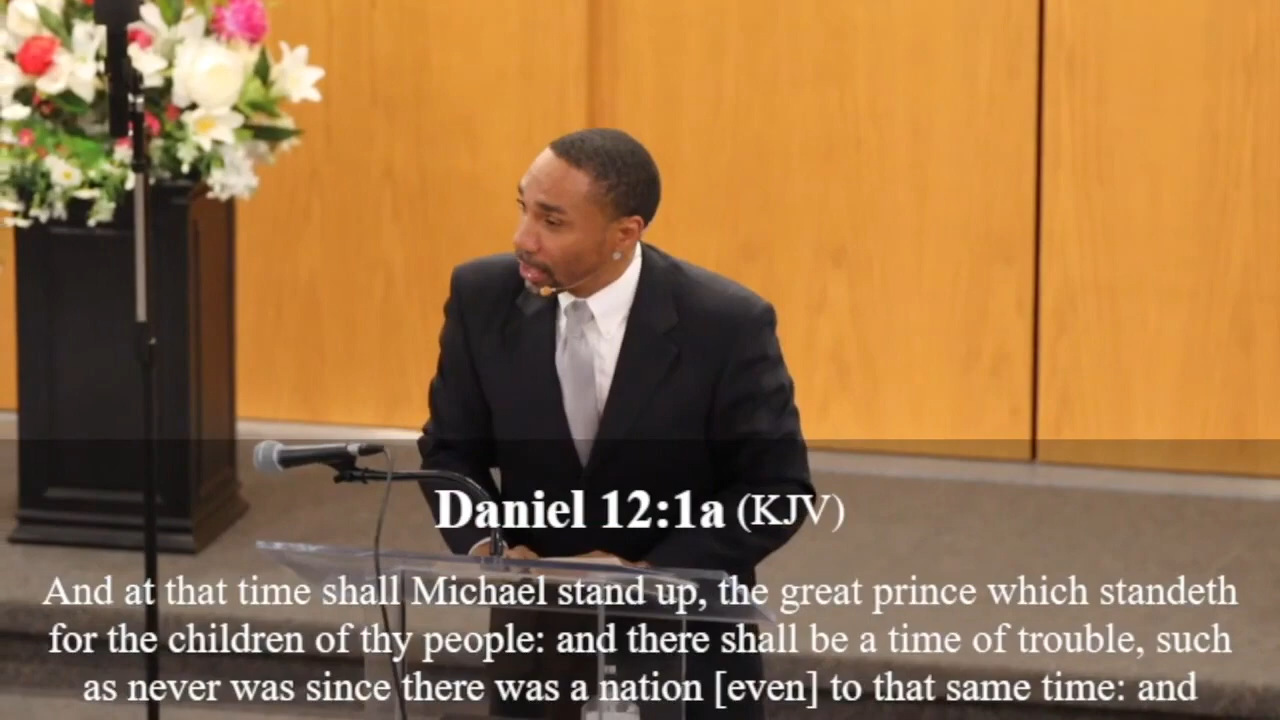 Daniel 12:1a (KJV)
And at that time shall Michael stand up, the great prince which standeth
for the children of thy people: and there shall be a time of trouble, such
as never was since there was a nation [even] to that same time: and